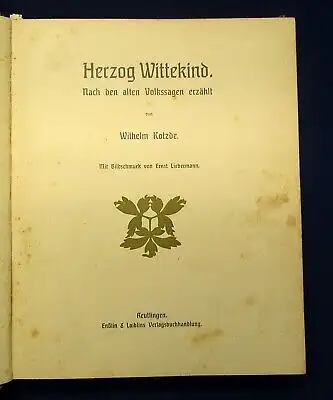 Herzog Wittekind.
Nach den alten Volkssagen erzählt
von
Wilhelm Kotzde.
Mit Bildschmuck von Ernst Liebermann.
Reutlingen.
Enßlin & Laiblins Verlagsbuchhandlung.